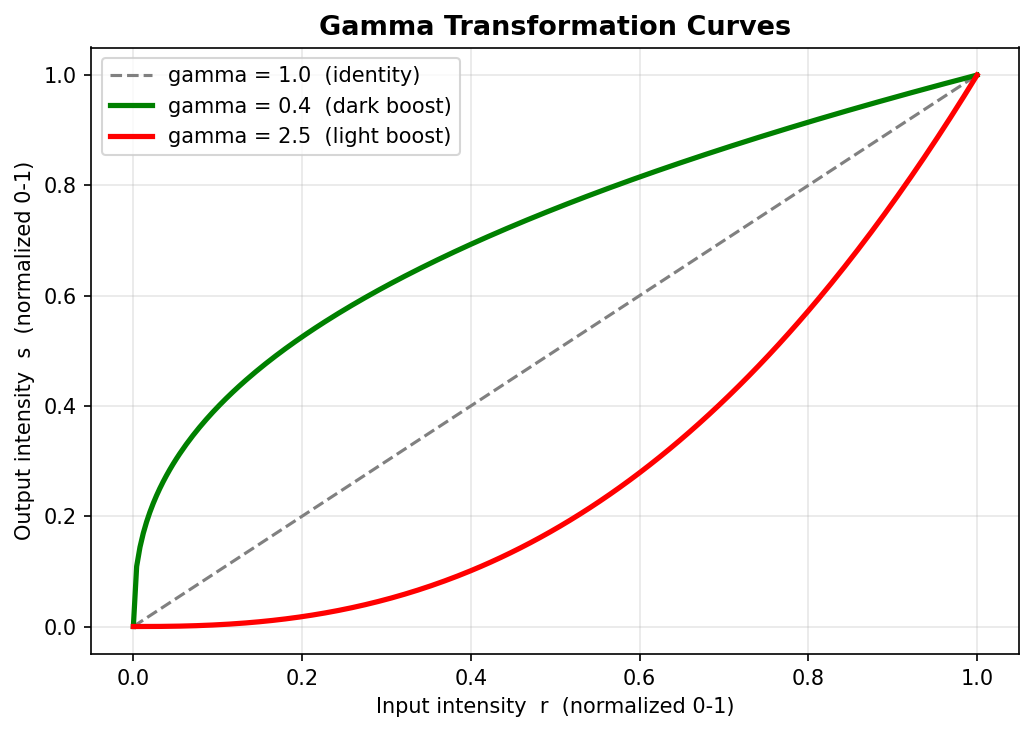 Gamma Transformation Curves
gamma = 1.0  (identity)
gamma = 0.4  (dark boost)
gamma = 2.5  (light boost)
Output intensity  s  (normalized 0-1)
1.0
0.8
0.6
0.4
0.2
0.0
0.0 0.2 0.4 0.6 0.8 1.0
Input intensity  r  (normalized 0-1)